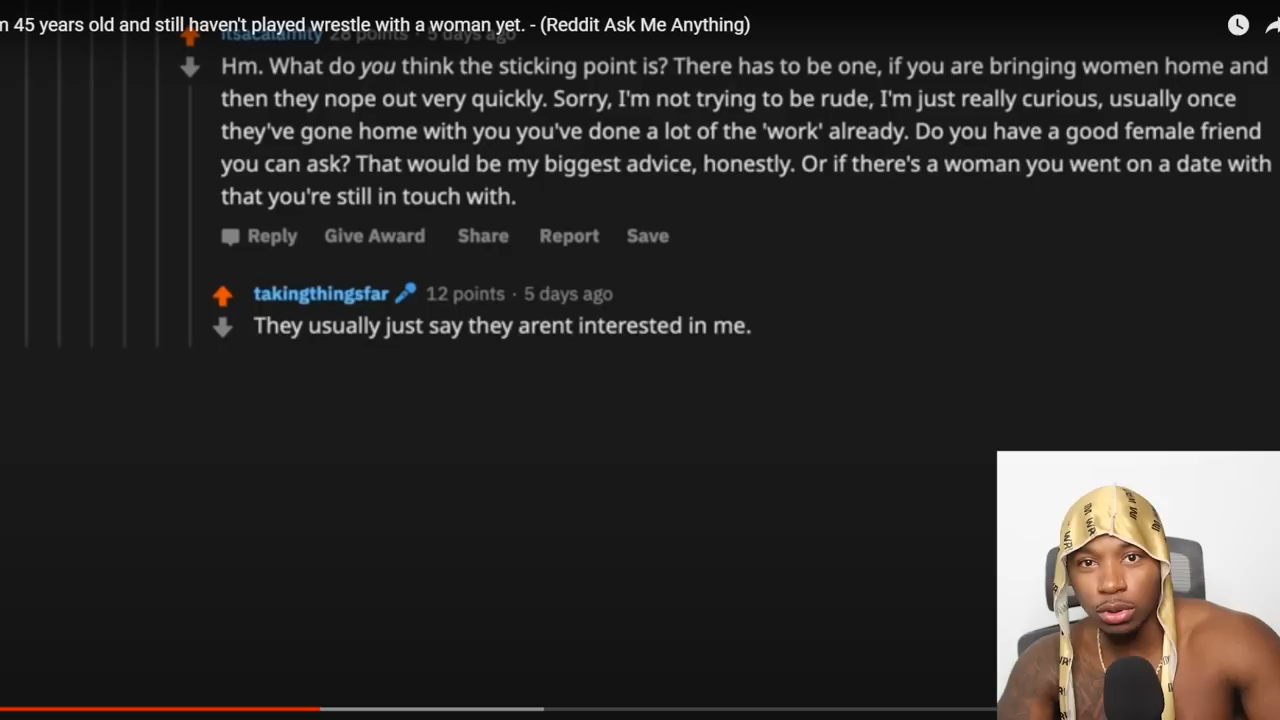 m 45 years old and still haven't played wrestle with a woman yet. - (Reddit Ask Me Anything)
itsacalamity 28 points · 5 days ago
Hm. What do you think the sticking point is? There has to be one, if you are bringing women home and
then they nope out very quickly. Sorry, I'm not trying to be rude, I'm just really curious, usually once
they've gone home with you you've done a lot of the 'work' already. Do you have a good female friend
you can ask? That would be my biggest advice, honestly. Or if there's a woman you went on a date with
that you're still in touch with.
Reply Give Award Share Report Save
takingthingsfar 12 points · 5 days ago
They usually just say they arent interested in me.